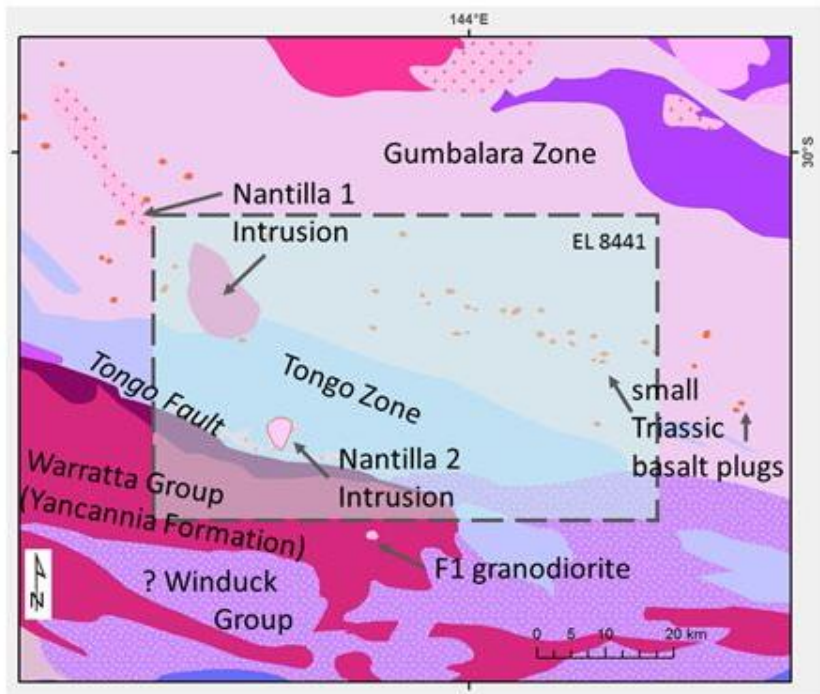 144°E
30°S
Gumbalara Zone
Nantilla 1
Intrusion
EL 8441
Tongo Fault
Tongo Zone
small
Triassic
basalt plugs
Nantilla 2
Intrusion
Warratta Group
(Yancannia Formation)
F1 granodiorite
? Winduck
Group
N
0 5 10 20 km